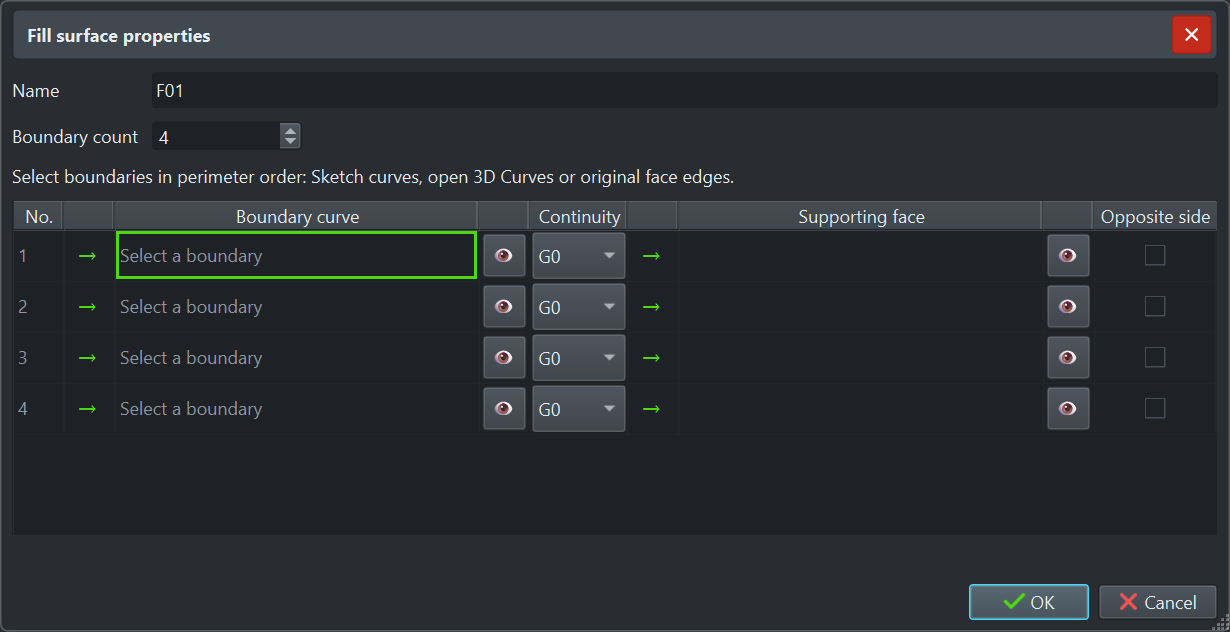 Fill surface properties
Name F01
Boundary count 4
Select boundaries in perimeter order: Sketch curves, open 3D Curves or original face edges.
No. Boundary curve Continuity Supporting face Opposite side
1 → Select a boundary G0 →
2 → Select a boundary G0 →
3 → Select a boundary G0 →
4 → Select a boundary G0 →
OK Cancel